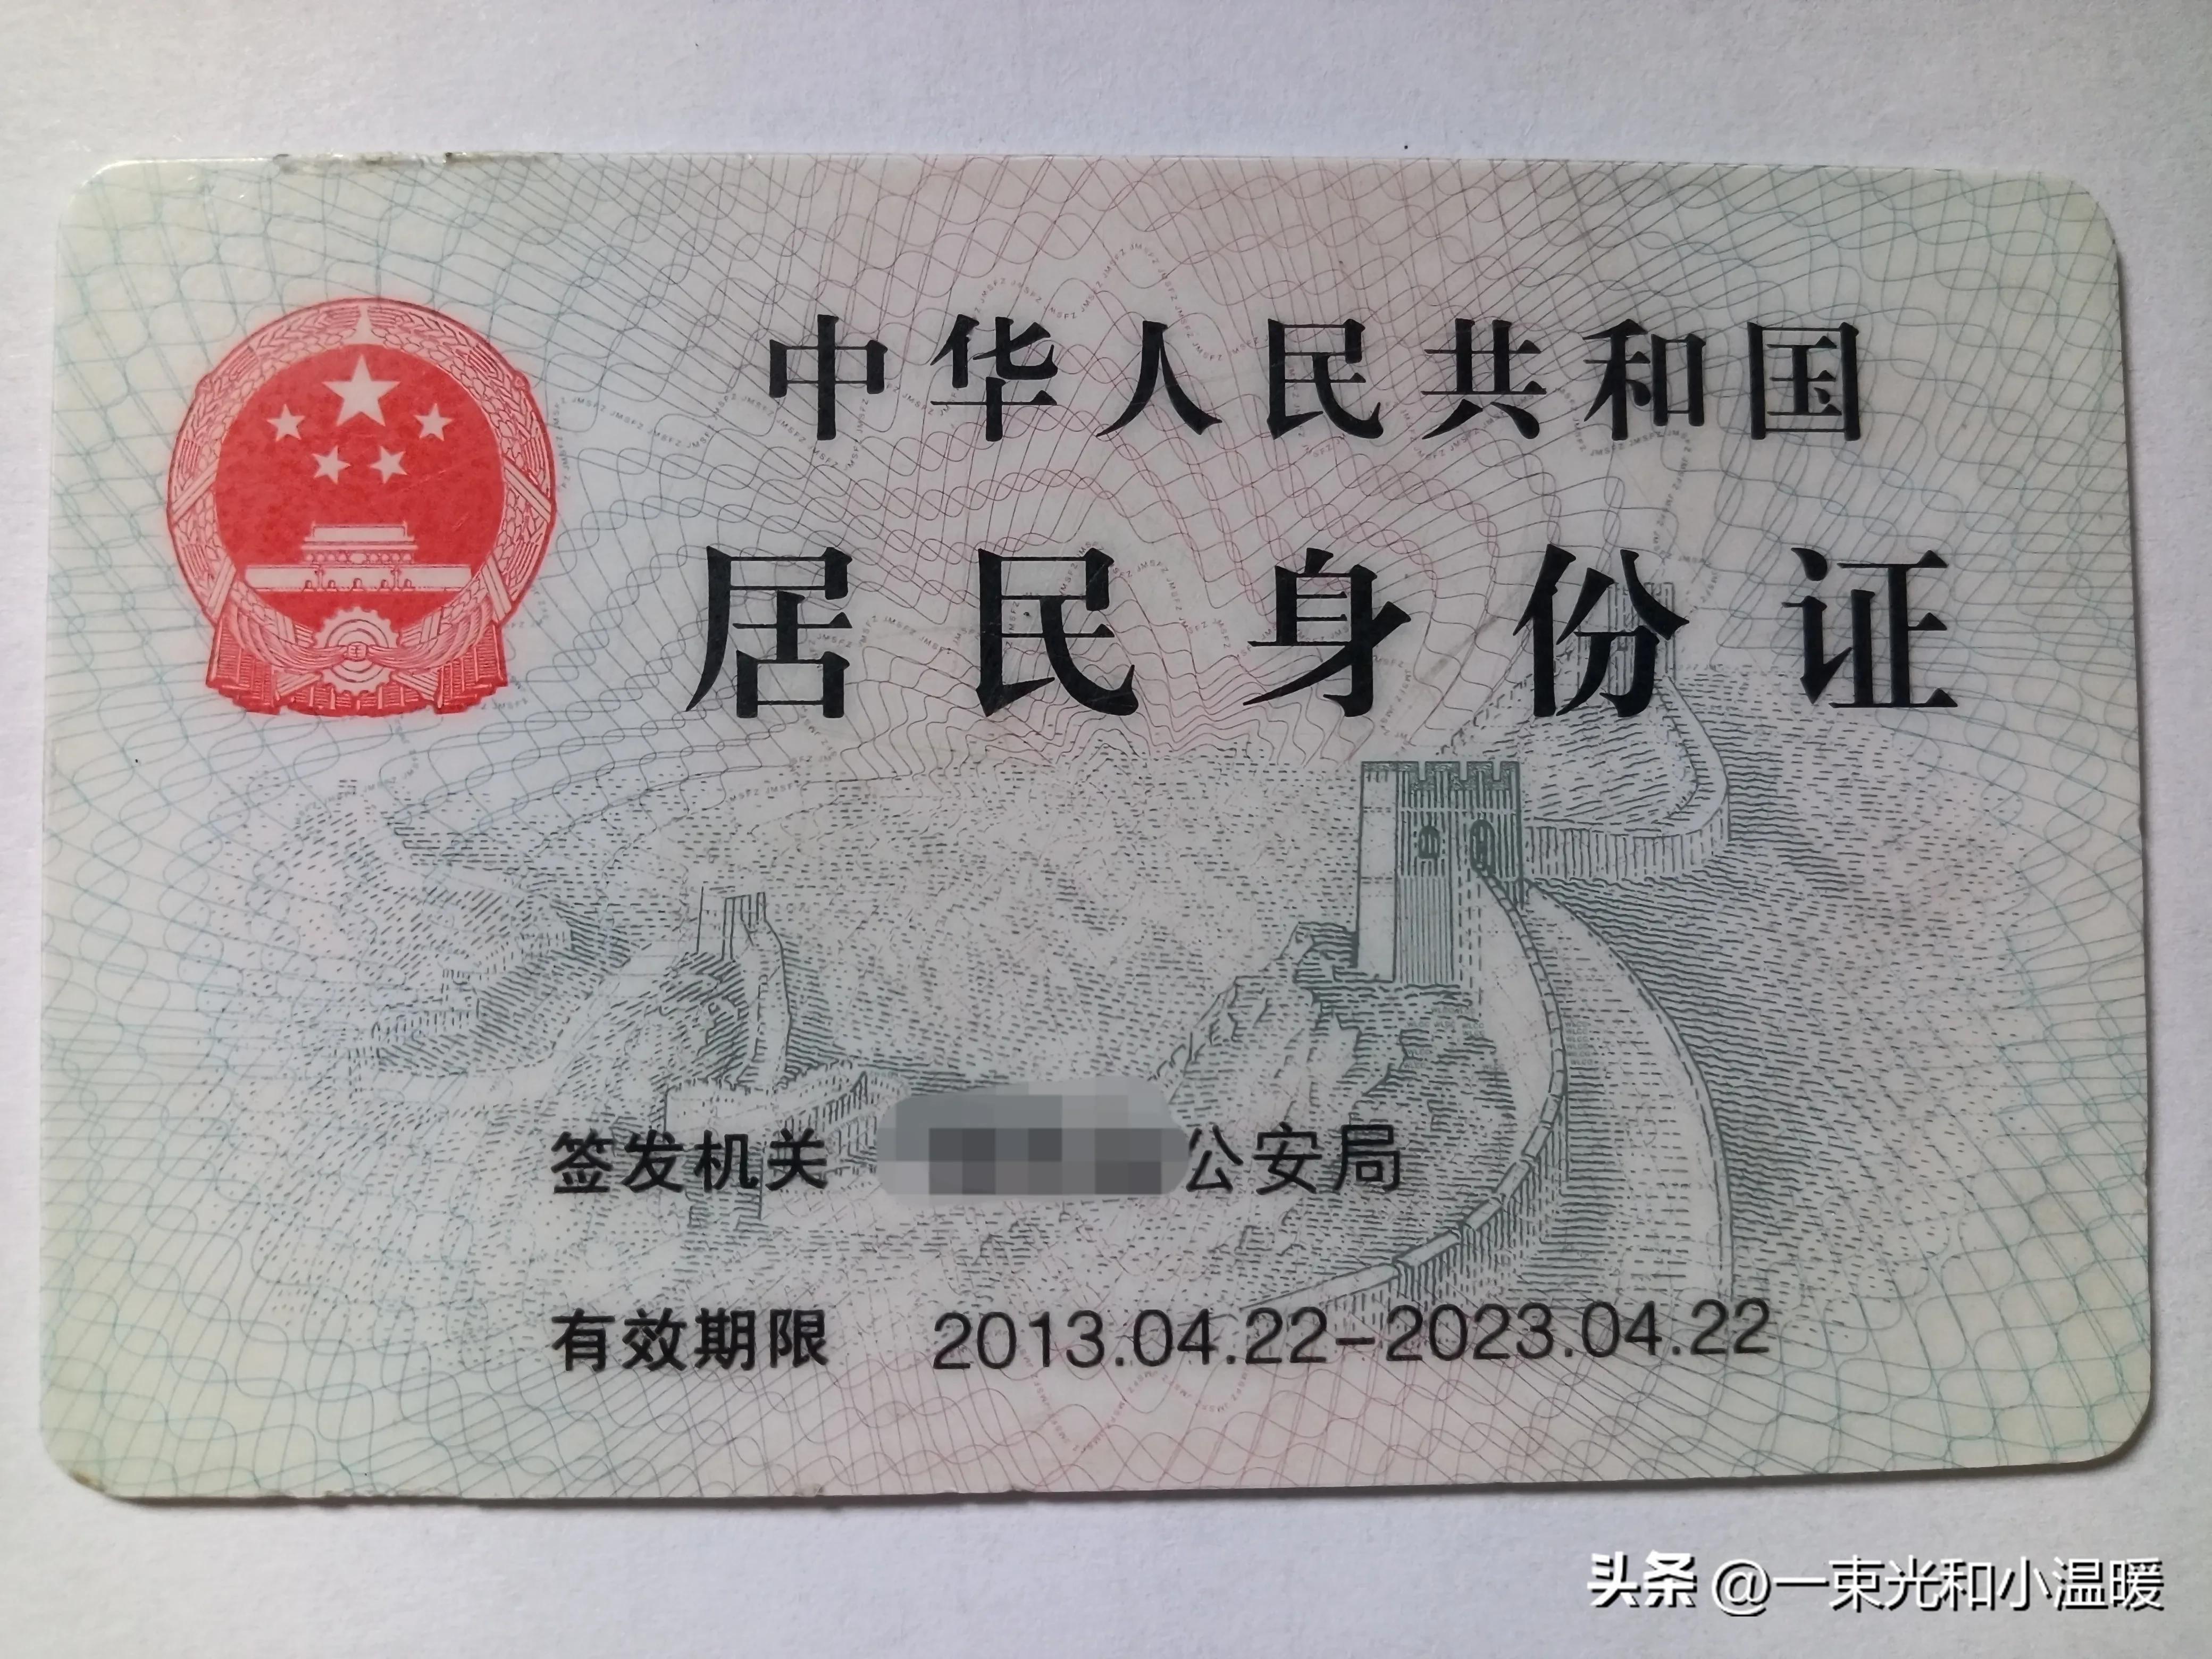 中华人民共和国
居民身份证
签发机关 公安局
有效期限 2013.04.22-2023.04.22
头条 @一束光和小温暖